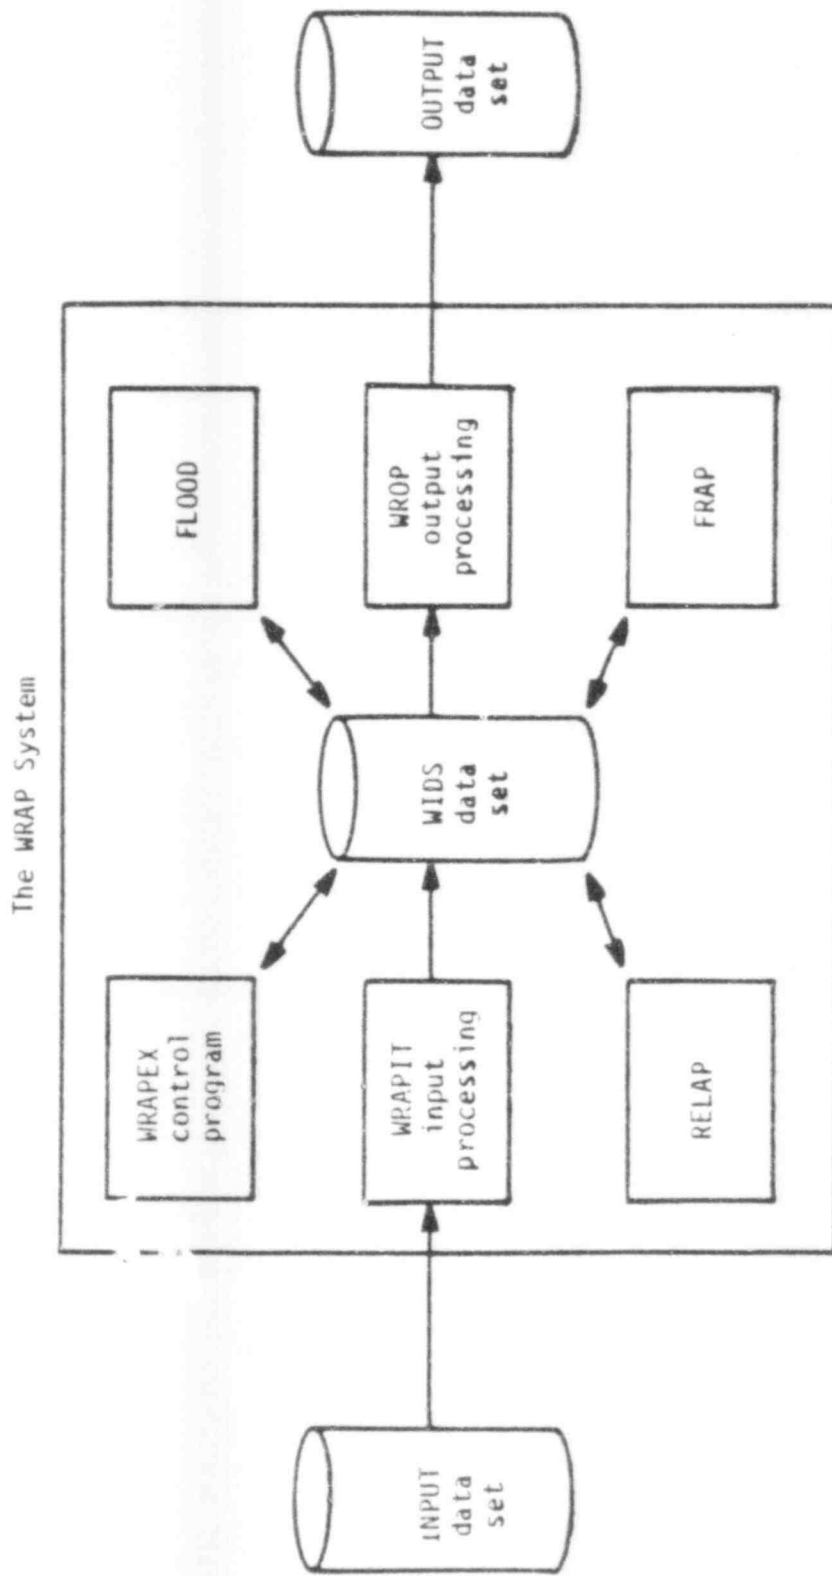 The WRAP System
INPUT
data
set
WRAPEX
control
program
WRAPIT
input
processing
RELAP
WIDS
data
set
FLOOD
WROP
output
processing
FRAP
OUTPUT
data
set